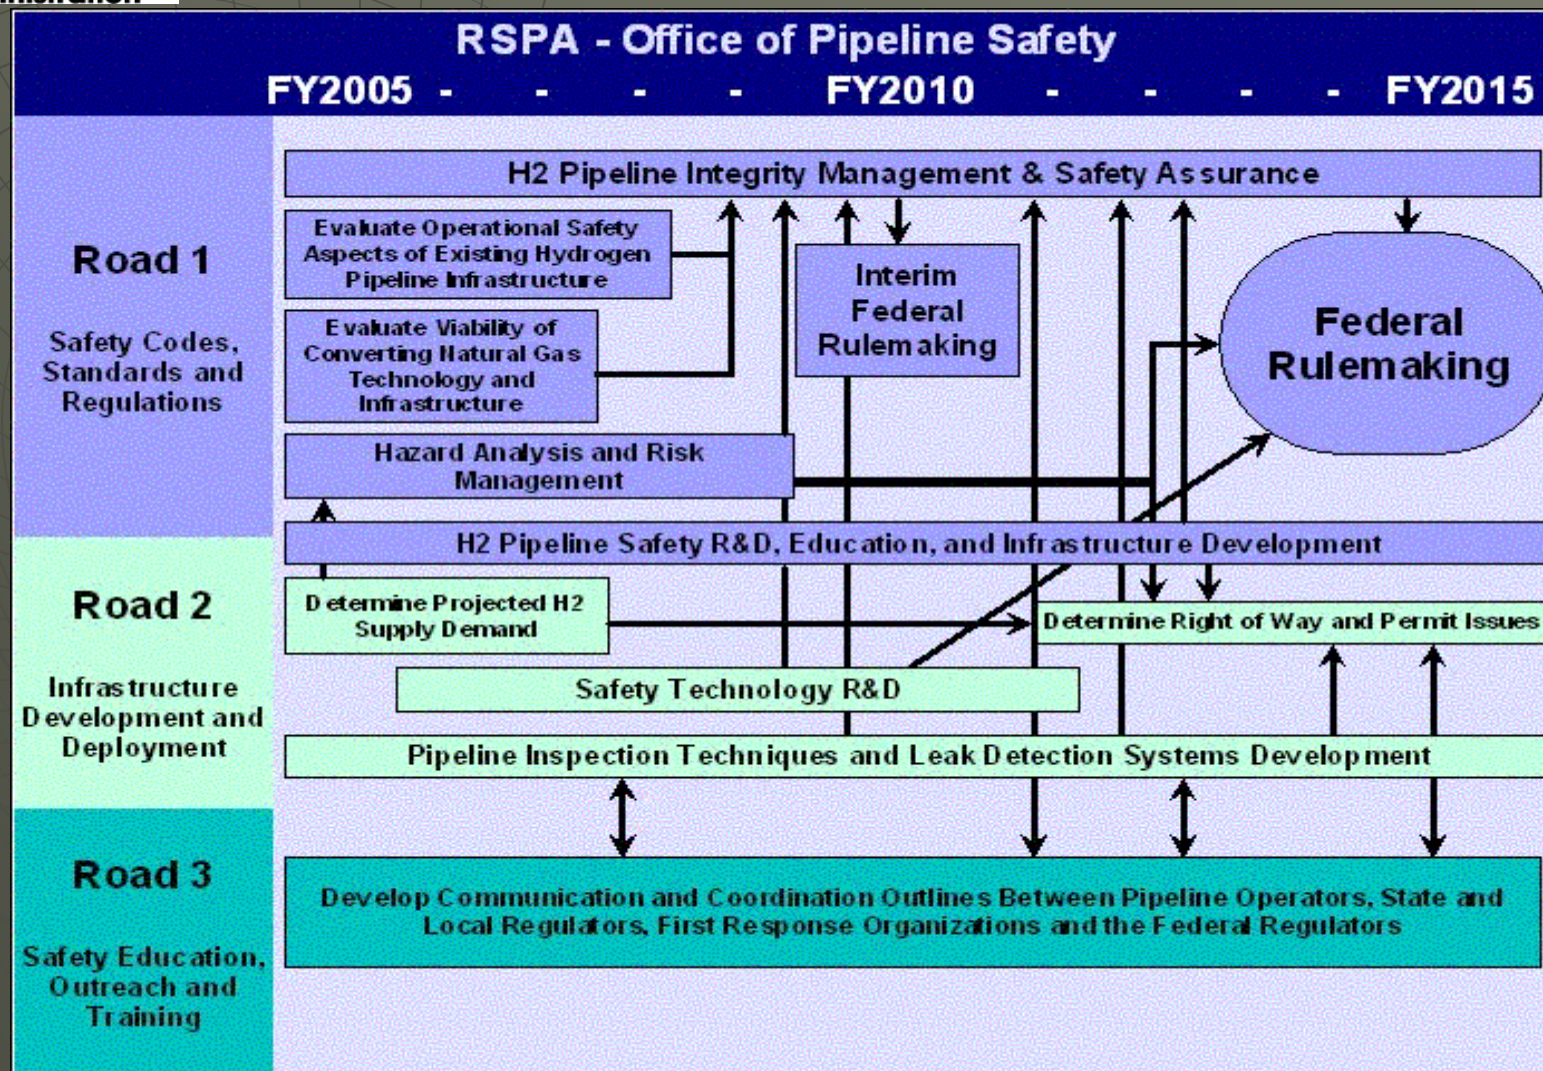 RSPA - Office of Pipeline Safety
FY2005 - - - - FY2010 - - - - FY2015
Road 1
Safety Codes,
Standards and
Regulations
H2 Pipeline Integrity Management & Safety Assurance
Evaluate Operational Safety
Aspects of Existing Hydrogen
Pipeline Infrastructure
Evaluate Viability of
Converting Natural Gas
Technology and
Infrastructure
Interim
Federal
Rulemaking
Federal
Rulemaking
Hazard Analysis and Risk
Management
H2 Pipeline Safety R&D, Education, and Infrastructure Development
Road 2
Infrastructure
Development and
Deployment
Determine Projected H2
Supply Demand
Determine Right of Way and Permit Issues
Safety Technology R&D
Pipeline Inspection Techniques and Leak Detection Systems Development
Road 3
Safety Education,
Outreach and
Training
Develop Communication and Coordination Outlines Between Pipeline Operators, State and
Local Regulators, First Response Organizations and the Federal Regulators